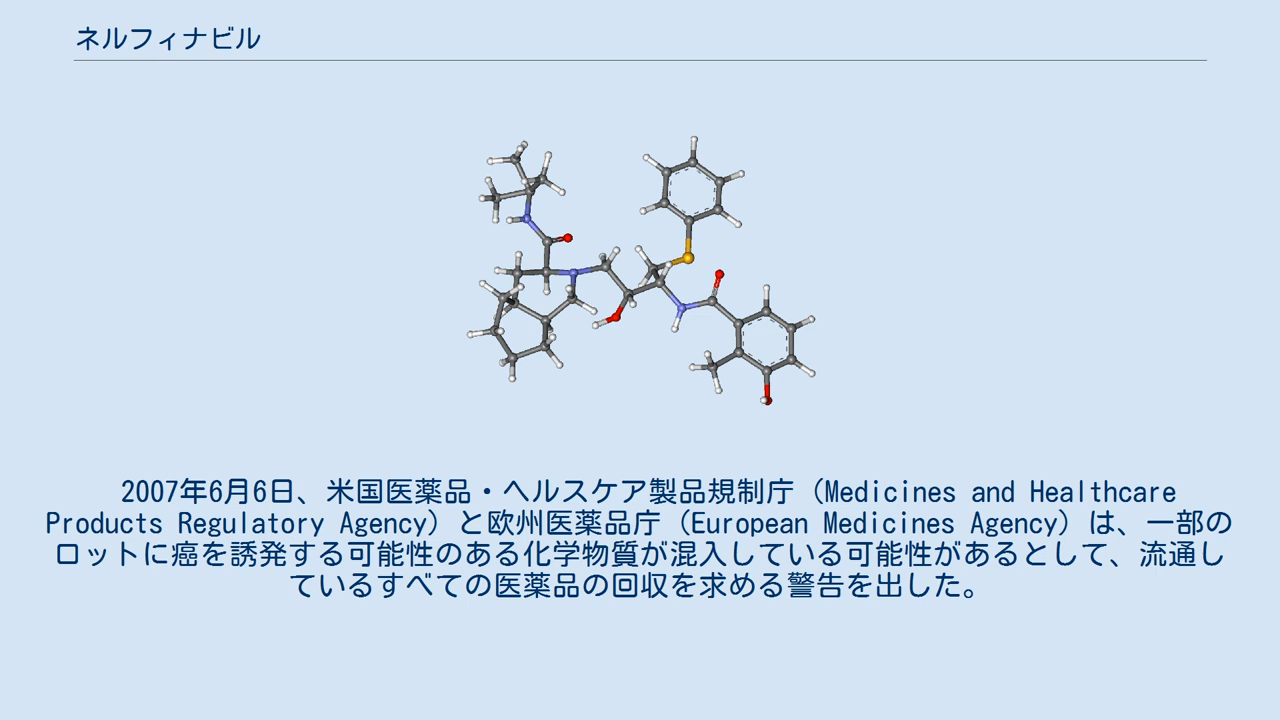 ネルフィナビル
2007年6月6日、米国医薬品・ヘルスケア製品規制庁（Medicines and Healthcare
Products Regulatory Agency）と欧州医薬品庁（European Medicines Agency）は、一部の
ロットに癌を誘発する可能性のある化学物質が混入している可能性があるとして、流通し
ているすべての医薬品の回収を求める警告を出した。